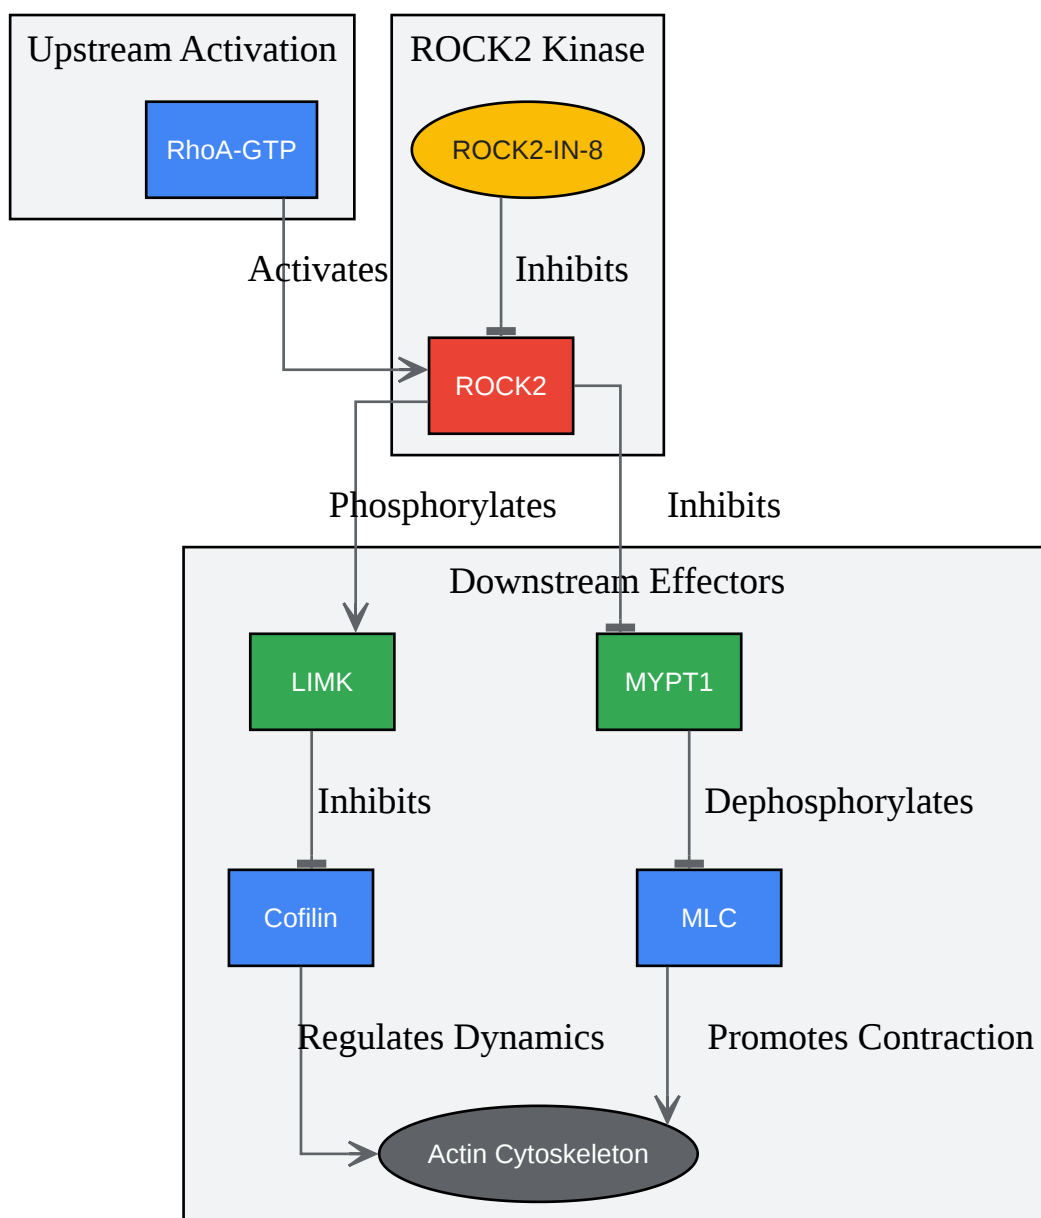 Upstream Activation
ROCK2 Kinase
RhoA-GTP
ROCK2-IN-8
Activates
Inhibits
ROCK2
Phosphorylates
Inhibits
Downstream Effectors
LIMK
MYPT1
Inhibits
Dephosphorylates
Cofilin
MLC
Regulates Dynamics
Promotes Contraction
Actin Cytoskeleton